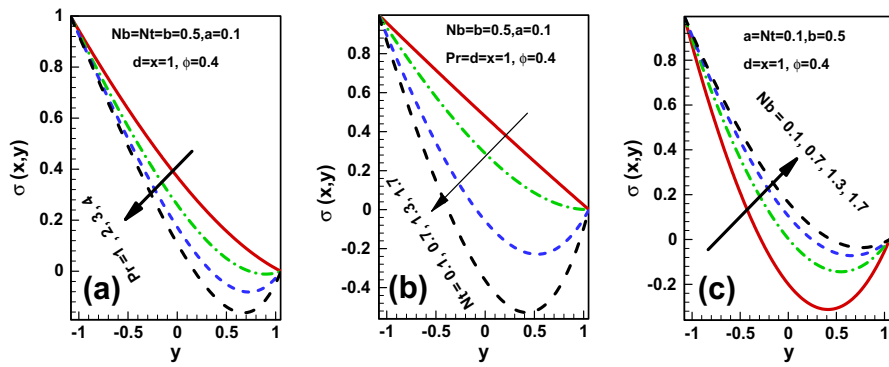 Nb=Nt=b=0.5,a=0.1
d=x=1, ϕ=0.4
σ (x,y)
1
0.8
0.6
0.4
0.2
0
Pr =1 , 2, 3, 4
(a)
-1
-0.5
0
0.5
1
y
Nb=b=0.5,a=0.1
Pr=d=x=1, ϕ=0.4
σ (x,y)
1
0.8
0.6
0.4
0.2
0
-0.2
-0.4
Nt = 0.1, 0.7, 1.3, 1.7
(b)
-1
-0.5
0
0.5
1
y
a=Nt=0.1,b=0.5
d=x=1, ϕ=0.4
σ (x,y)
0.8
0.6
0.4
0.2
0
-0.2
Nb = 0.1, 0.7, 1.3, 1.7
(c)
-1
-0.5
0
0.5
1
y